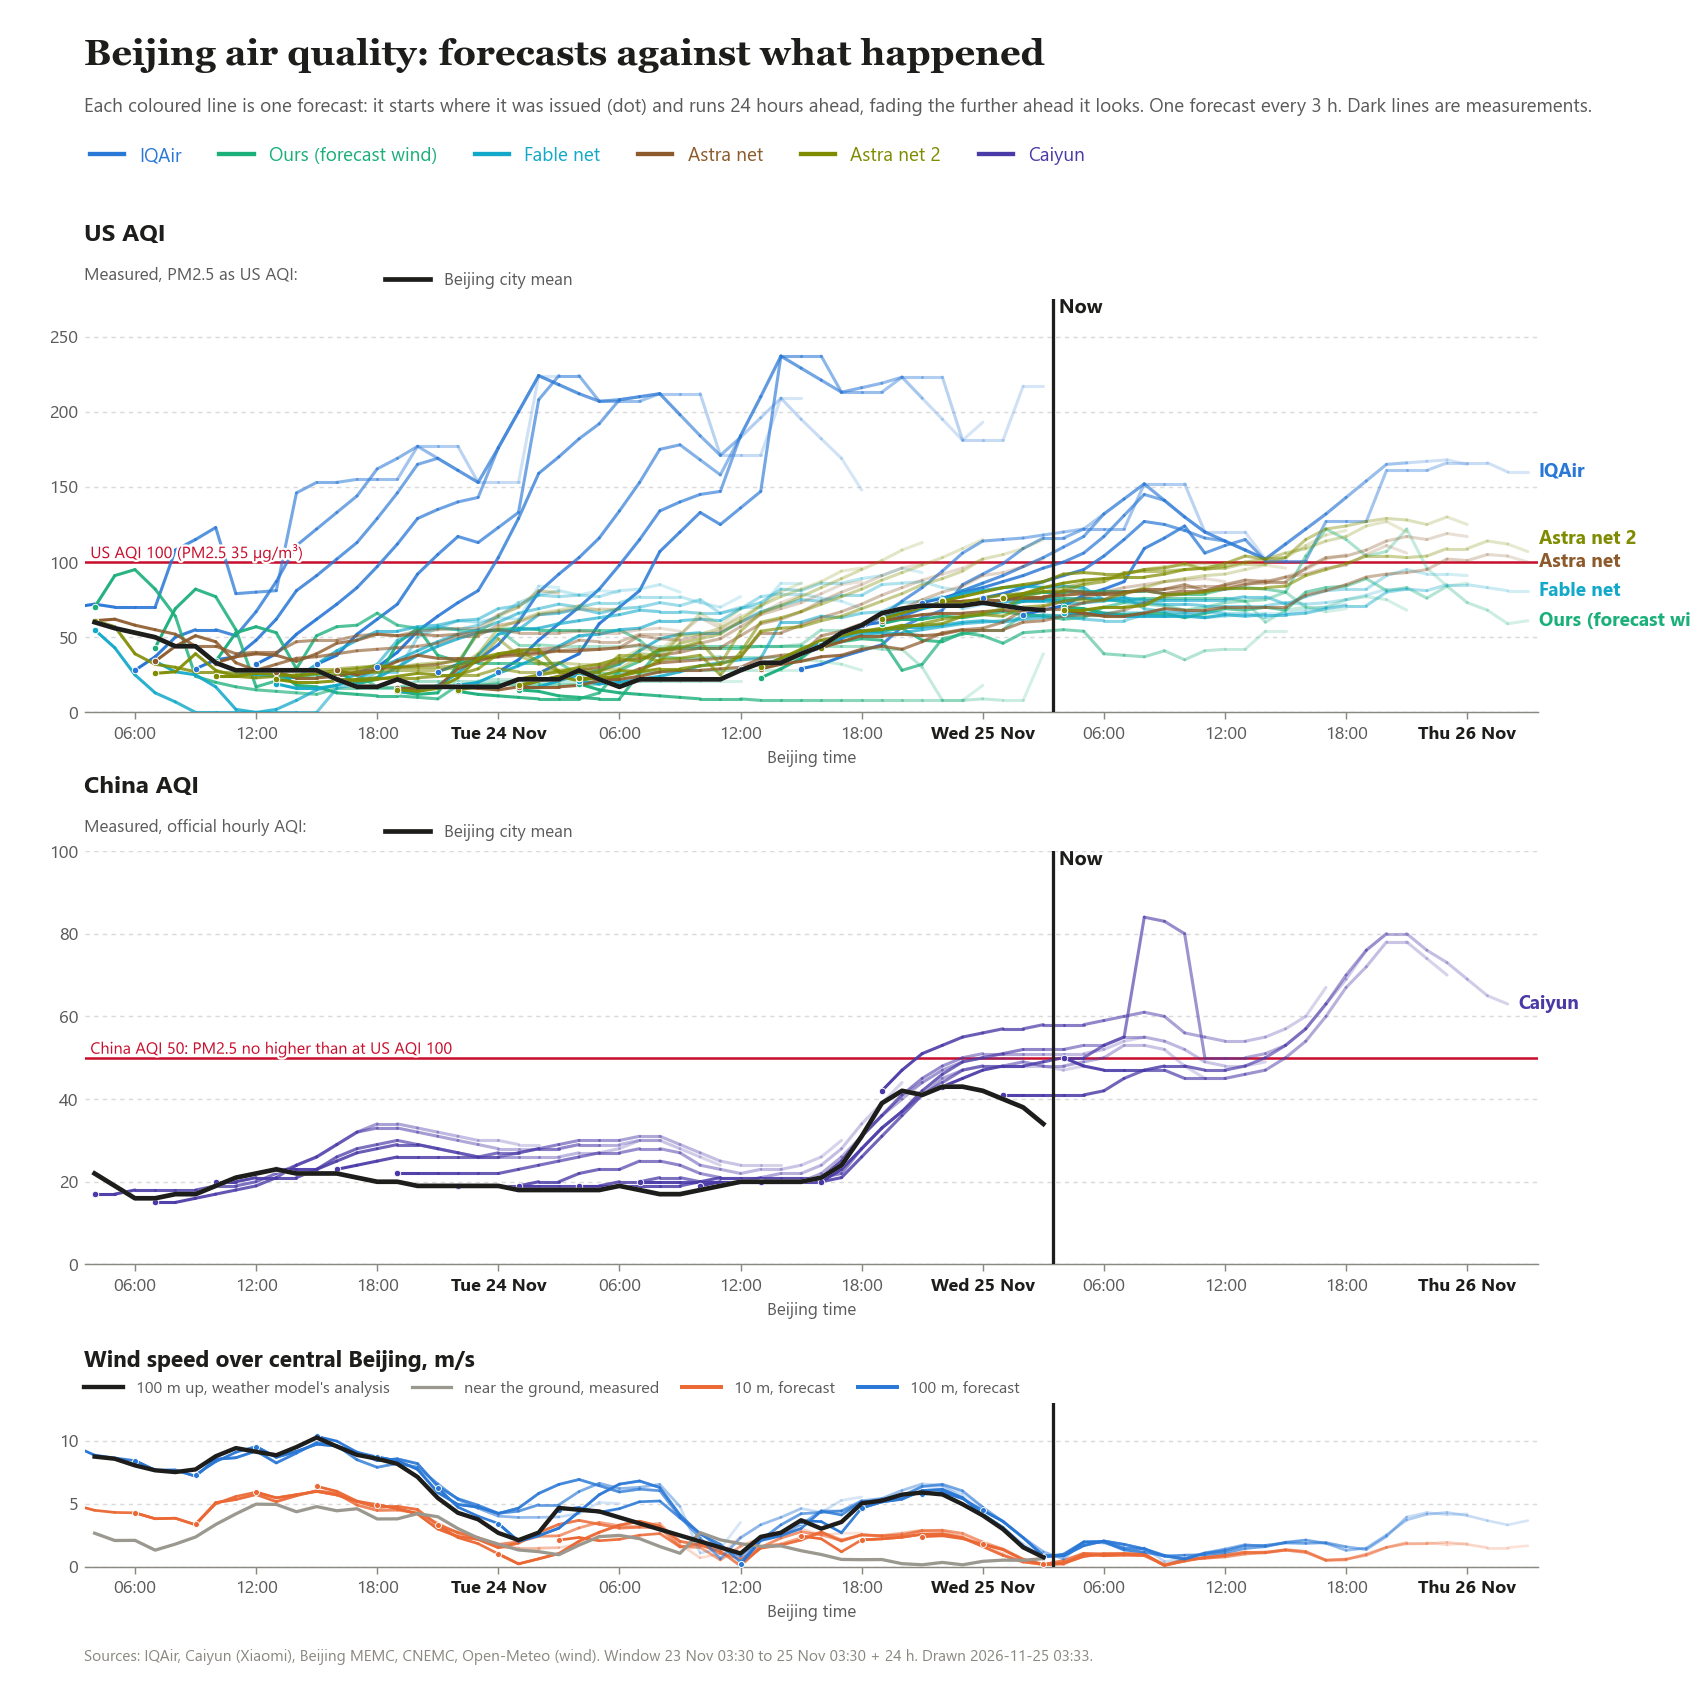 Beijing air quality: forecasts against what happened
Each coloured line is one forecast: it starts where it was issued (dot) and runs 24 hours ahead, fading the further ahead it looks. One forecast every 3 h. Dark lines are measurements.
IQAir Ours (forecast wind) Fable net Astra net Astra net 2 Caiyun
US AQI
Measured, PM2.5 as US AQI: Beijing city mean
Now
250
200
150
100
50
0
US AQI 100 (PM2.5 35 µg/m³)
IQAir
Astra net 2
Astra net
Fable net
Ours (forecast wi
06:00 12:00 18:00 Tue 24 Nov 06:00 12:00 18:00 Wed 25 Nov 06:00 12:00 18:00 Thu 26 Nov
Beijing time
China AQI
Measured, official hourly AQI: Beijing city mean
Now
100
80
60
40
20
0
China AQI 50: PM2.5 no higher than at US AQI 100
Caiyun
06:00 12:00 18:00 Tue 24 Nov 06:00 12:00 18:00 Wed 25 Nov 06:00 12:00 18:00 Thu 26 Nov
Beijing time
Wind speed over central Beijing, m/s
100 m up, weather model's analysis near the ground, measured 10 m, forecast 100 m, forecast
10
5
0
06:00 12:00 18:00 Tue 24 Nov 06:00 12:00 18:00 Wed 25 Nov 06:00 12:00 18:00 Thu 26 Nov
Beijing time
Sources: IQAir, Caiyun (Xiaomi), Beijing MEMC, CNEMC, Open-Meteo (wind). Window 23 Nov 03:30 to 25 Nov 03:30 + 24 h. Drawn 2026-11-25 03:33.